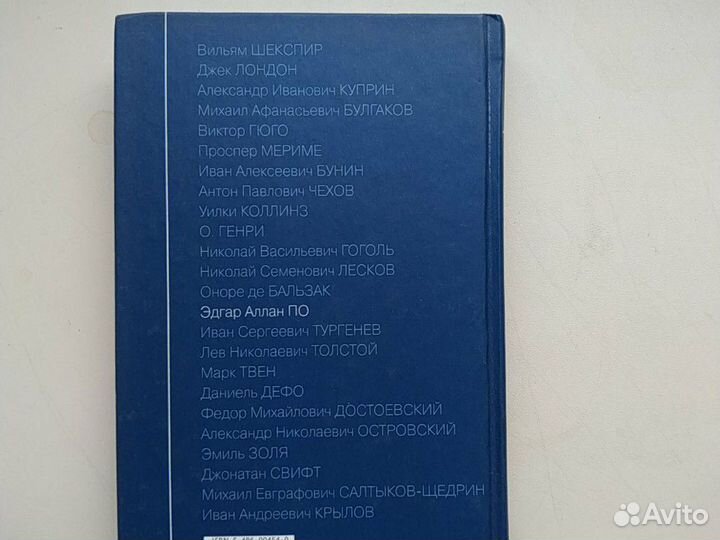 Вильям ШЕКСПИР
Джек ЛОНДОН
Александр Иванович КУПРИН
Михаил Афанасьевич БУЛГАКОВ
Виктор ГЮГО
Проспер МЕРИМЕ
Иван Алексеевич БУНИН
Антон Павлович ЧЕХОВ
Уилки КОЛЛИНЗ
О. ГЕНРИ
Николай Васильевич ГОГОЛЬ
Николай Семенович ЛЕСКОВ
Оноре де БАЛЬЗАК
Эдгар Аллан ПО
Иван Сергеевич ТУРГЕНЕВ
Лев Николаевич ТОЛСТОЙ
Марк ТВЕН
Даниель ДЕФО
Федор Михайлович ДОСТОЕВСКИЙ
Александр Николаевич ОСТРОВСКИЙ
Эмиль ЗОЛЯ
Джонатан СВИФТ
Михаил Евграфович САЛТЫКОВ-ЩЕДРИН
Иван Андреевич КРЫЛОВ
Avito